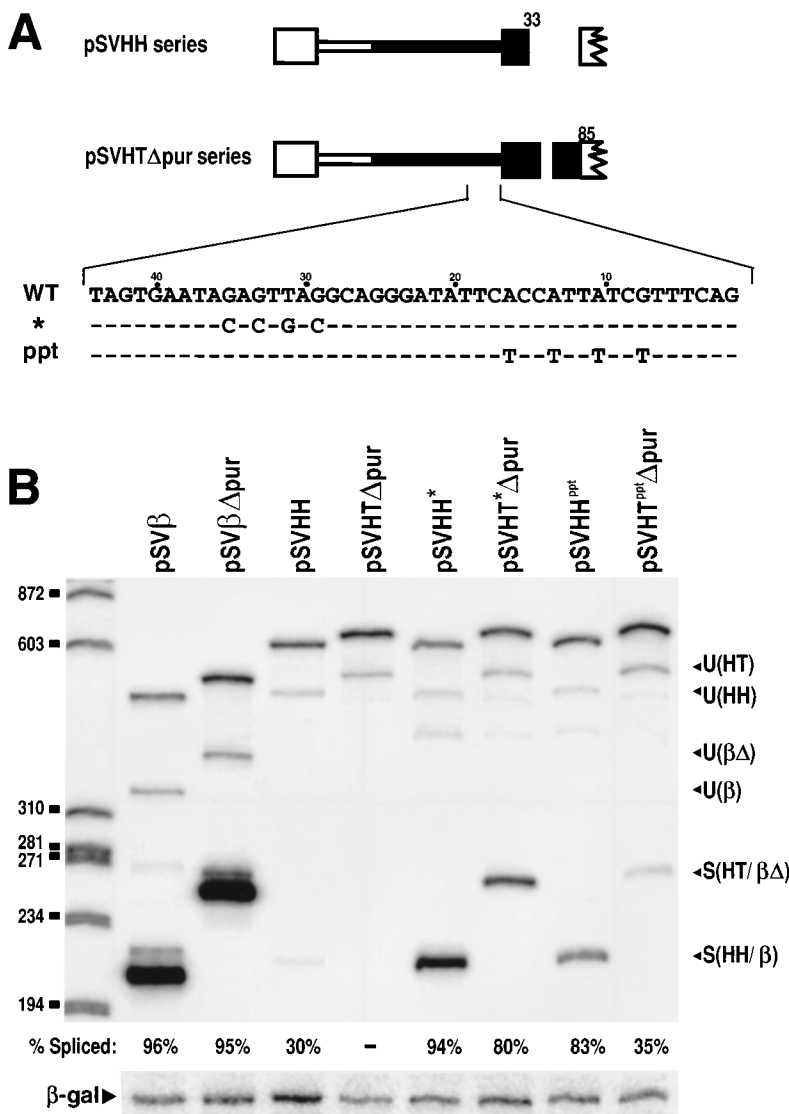 A
pSVHH series
33
pSVHTΔpur series
85
40 30 20 10
WT TAGTGAATAGAGTTAGGCAGGGATATTCACCATTATCGTTTCAG
* ---------C-C-G-C----------------------------
ppt ----------------------------T--T--T--T------
B
pSVβ pSVβΔpur pSVHH pSVHTΔpur pSVHH* pSVHT*Δpur pSVHHppt pSVHTpptΔpur
872
603
310
281
271
234
194
◄U(HT)
◄U(HH)
◄U(βΔ)
◄U(β)
◄S(HT/βΔ)
◄S(HH/β)
% Spliced: 96% 95% 30% – 94% 80% 83% 35%
β-gal►